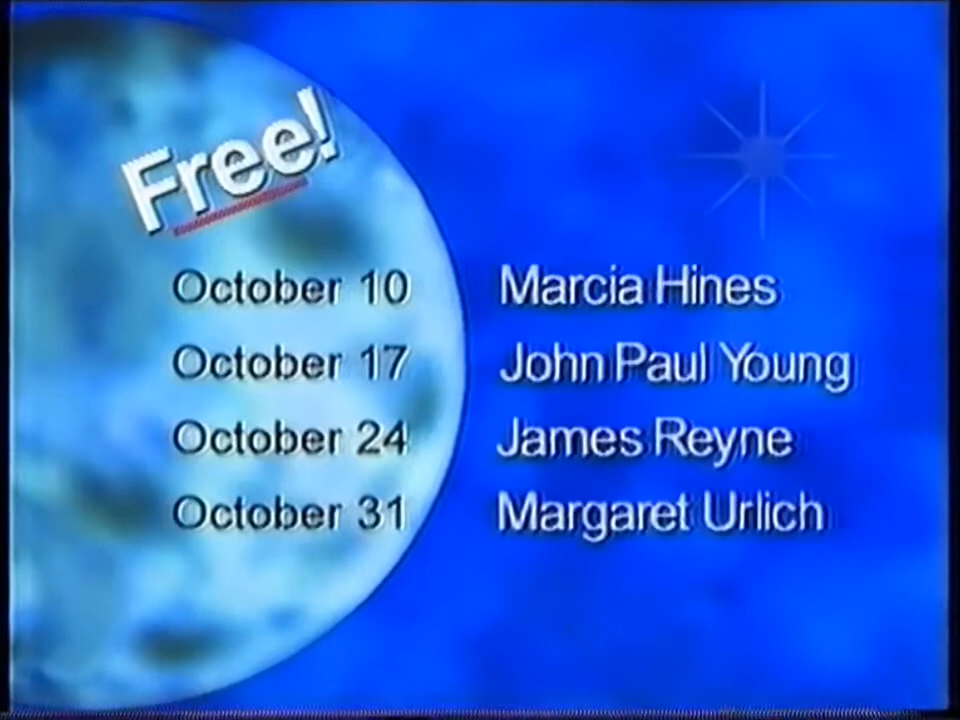 Free!
October 10 Marcia Hines
October 17 John Paul Young
October 24 James Reyne
October 31 Margaret Urlich